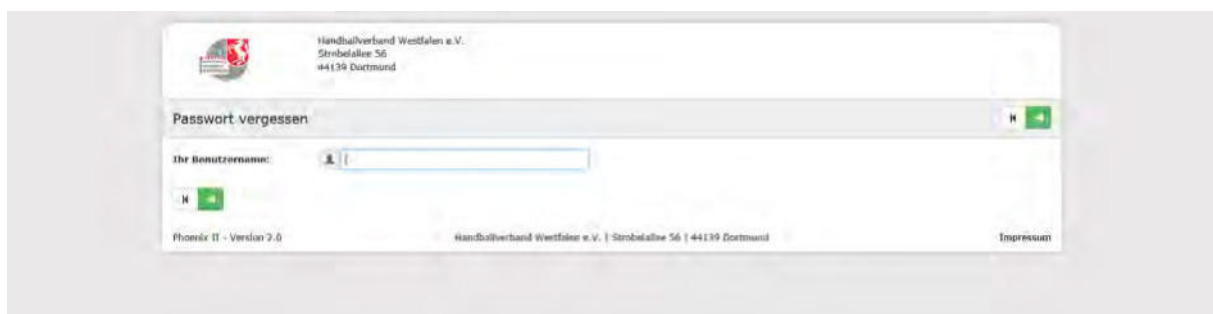 Handballverband Westfalen e.V.
Strobelallee 56
44139 Dortmund
Passwort vergessen
Ihr Benutzername:
Phoenix II - Version 2.0
Handballverband Westfalen e.V. | Strobelallee 56 | 44139 Dortmund
Impressum